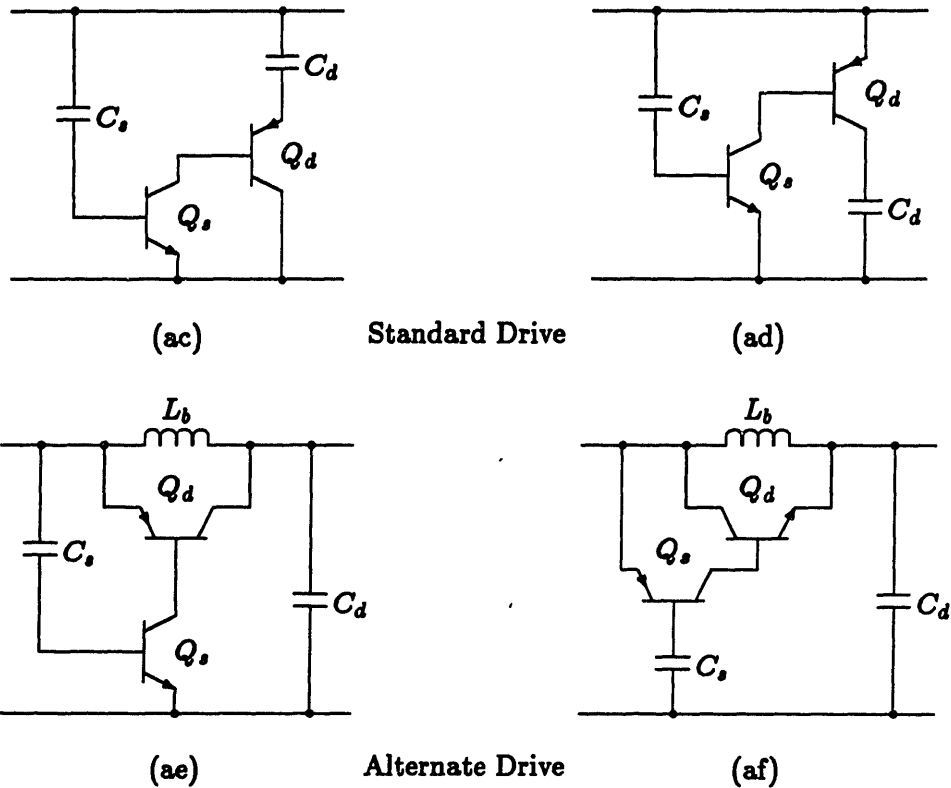 C_d
C_s
Q_d
Q_s
Q_d
C_s
Q_s
C_d
(ac) Standard Drive (ad)
L_b
Q_d
C_s
C_d
Q_s
L_b
Q_d
Q_s
C_d
C_s
(ae) Alternate Drive (af)